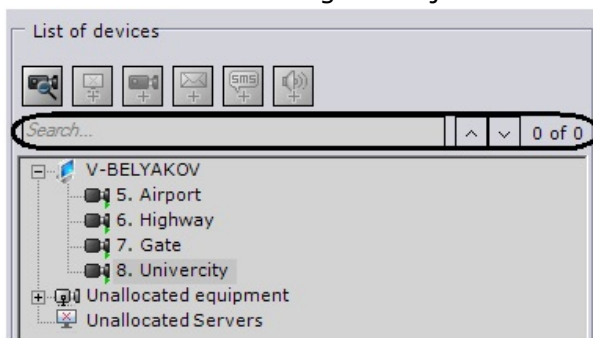 List of devices
SMS
Search... 0 of 0
V-BELYAKOV
5. Airport
6. Highway
7. Gate
8. Univercity
Unallocated equipment
Unallocated Servers